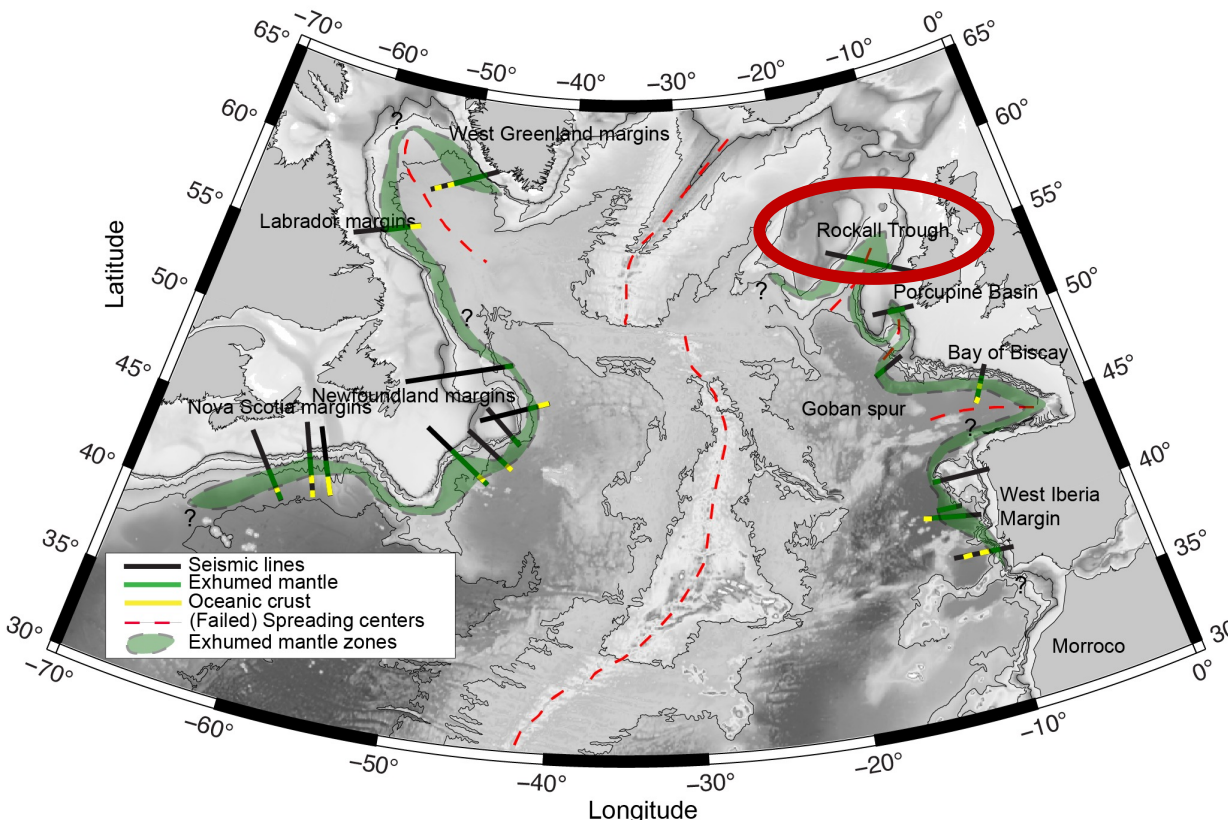 −70°
−60°
−50°
−40°
−30°
−20°
−10°
0°
65°
65°
60°
60°
55°
55°
50°
50°
45°
45°
40°
40°
35°
35°
30°
30
−70°
−60°
−50°
−40°
−30°
−20°
−10°
0°
Latitude
Longitude
?
West Greenland margins
Labrador margins
Rockall Trough
?
Porcupine Basin
?
Bay of Biscay
Newfoundland margins
Nova Scotia margins
Goban spur
?
West Iberia
Margin
?
?
Morroco
Seismic lines
Exhumed mantle
Oceanic crust
(Failed) Spreading centers
Exhumed mantle zones